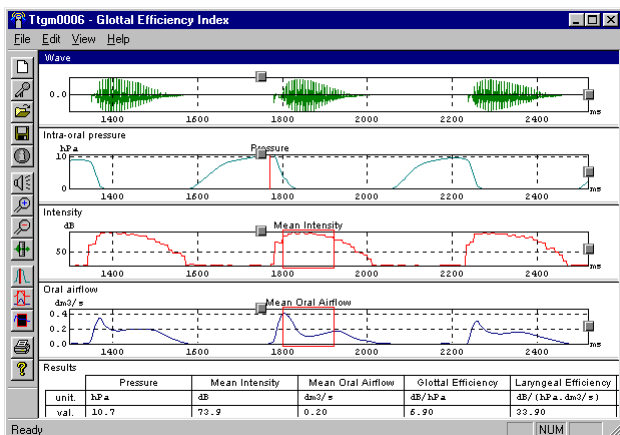 Ttgm0006 - Glottal Efficiency Index
File Edit View Help
Wave
0.0
1400 1600 1800 2000 2200 2400 ms
Intra-oral pressure
hPa Pressure
10
0
1400 1600 1800 2000 2200 2400 ms
Intensity
dB Mean Intensity
50
1400 1600 1800 2000 2200 2400 ms
Oral airflow
dm3/s Mean Oral Airflow
0.4
0.2
0.0
1400 1600 1800 2000 2200 2400 ms
Results
Pressure Mean Intensity Mean Oral Airflow Glottal Efficiency Laryngeal Efficiency
unit. hPa dB dm3/s dB/hPa dB/(hPa.dm3/s)
val. 10.7 73.9 0.20 6.90 33.90
Ready NUM